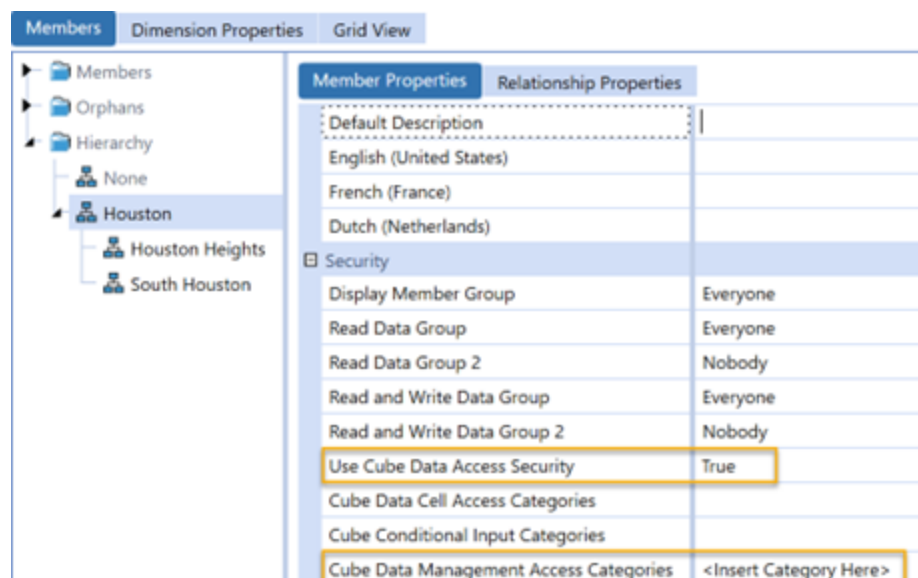 Members Dimension Properties Grid View
Members
Orphans
Hierarchy
None
Houston
Houston Heights
South Houston
Member Properties Relationship Properties
Default Description
English (United States)
French (France)
Dutch (Netherlands)
Security
Display Member Group Everyone
Read Data Group Everyone
Read Data Group 2 Nobody
Read and Write Data Group Everyone
Read and Write Data Group 2 Nobody
Use Cube Data Access Security True
Cube Data Cell Access Categories
Cube Conditional Input Categories
Cube Data Management Access Categories <Insert Category Here>